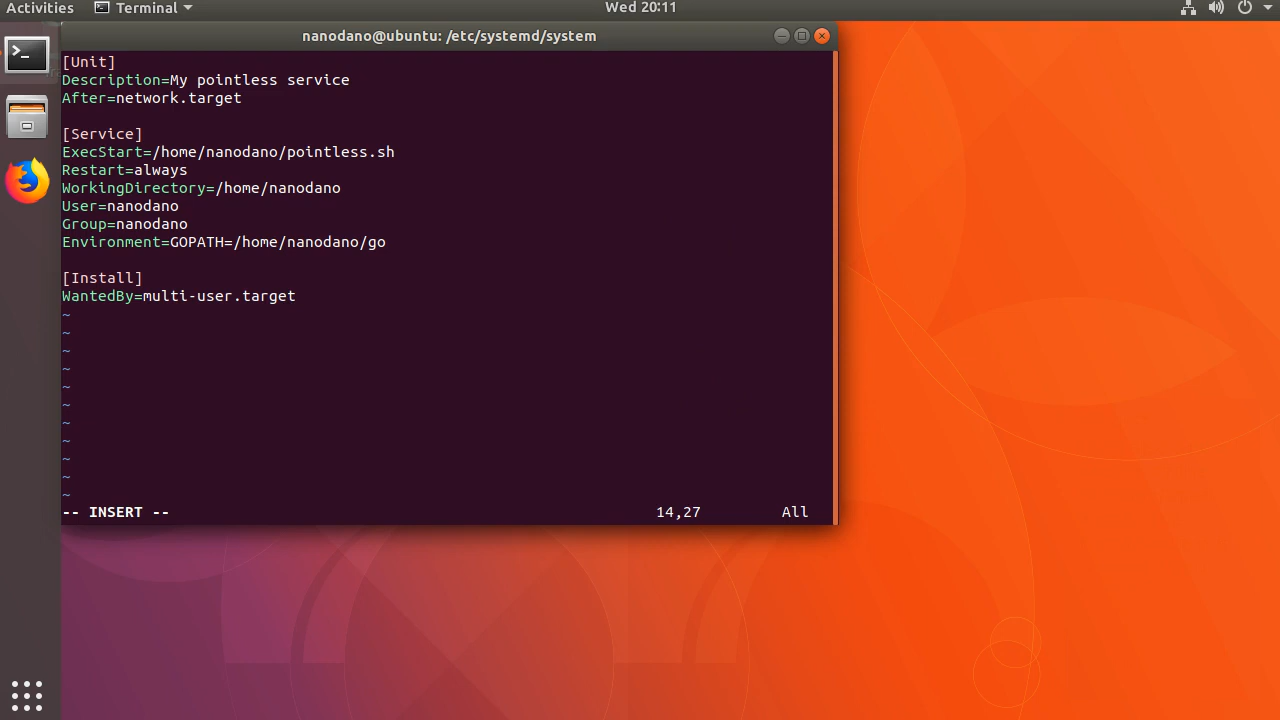 Activities Terminal Wed 20:11
nanodano@ubuntu: /etc/systemd/system
[Unit]
Description=My pointless service
After=network.target
[Service]
ExecStart=/home/nanodano/pointless.sh
Restart=always
WorkingDirectory=/home/nanodano
User=nanodano
Group=nanodano
Environment=GOPATH=/home/nanodano/go
[Install]
WantedBy=multi-user.target
~
~
~
~
~
~
~
~
~
~
~
-- INSERT -- 14,27 All